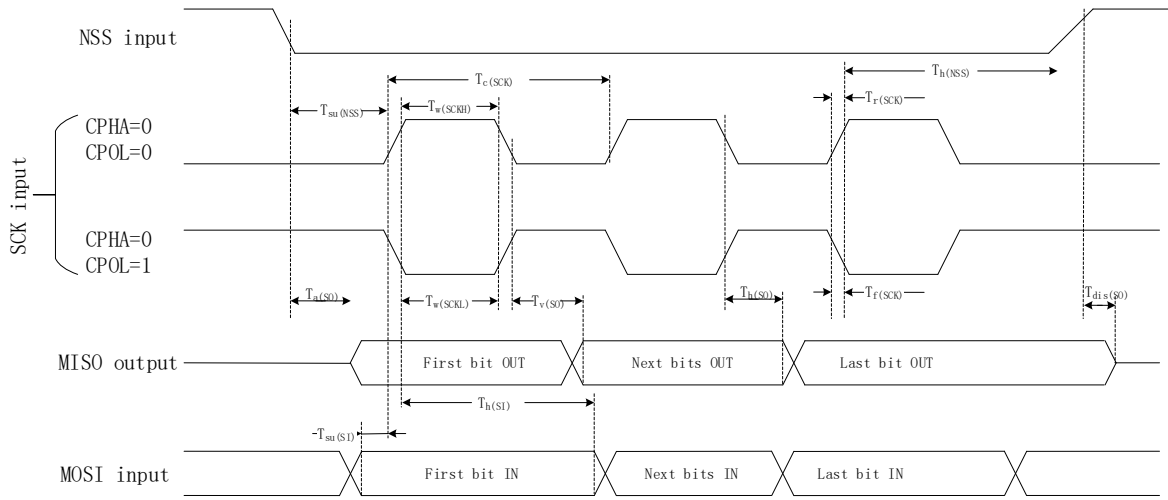 NSS input
Tc(SCK)
Th(NSS)
Tsu(NSS)
Tw(SCKH)
Tr(SCK)
SCK input
CPHA=0
CPOL=0
CPHA=0
CPOL=1
Ta(SO)
Tw(SCKL)
Tv(SO)
Th(SO)
Tf(SCK)
Tdis(SO)
MISO output
First bit OUT
Next bits OUT
Last bit OUT
Th(SI)
Tsu(SI)
MOSI input
First bit IN
Next bits IN
Last bit IN